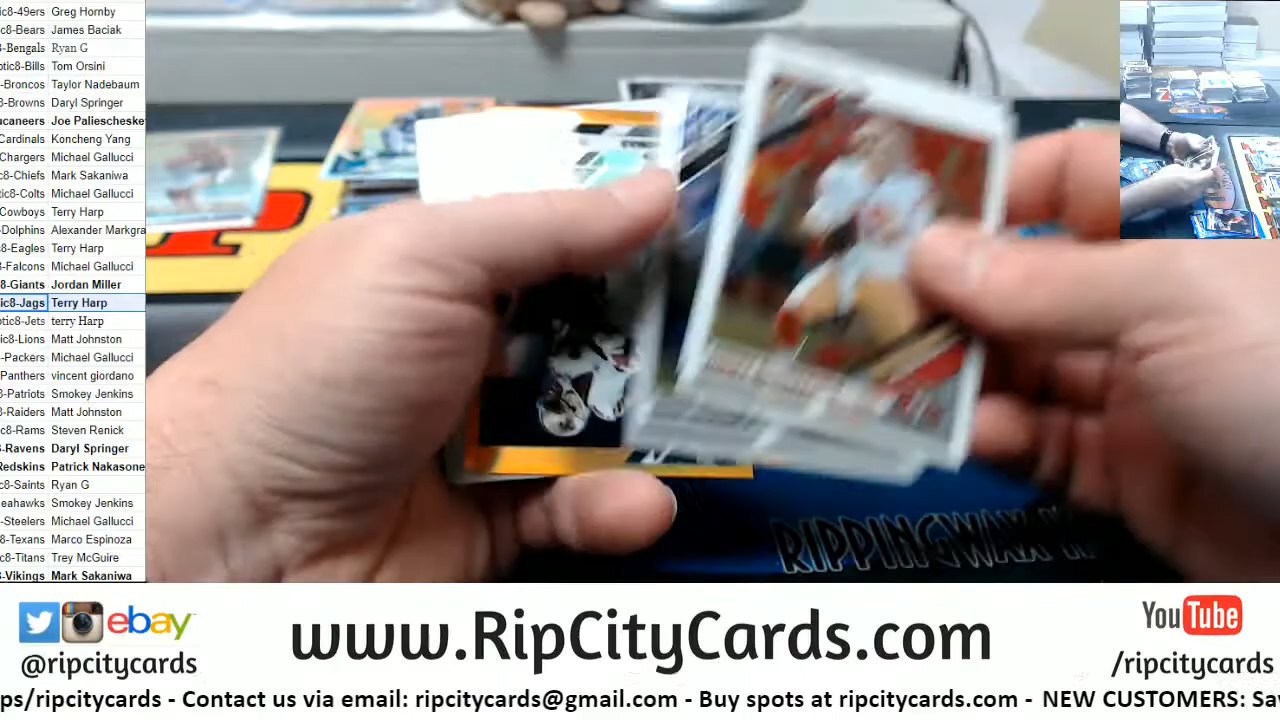 c8-49ers Greg Hornby
ic8-Bears James Baciak
8-Bengals Ryan G
otic8-Bills Tom Orsini
-Broncos Taylor Nadebaum
8-Browns Daryl Springer
ucaneers Joe Paliescheske
Cardinals Koncheng Yang
Chargers Michael Gallucci
8-Chiefs Mark Sakaniwa
tic8-Colts Michael Gallucci
Cowboys Terry Harp
-Dolphins Alexander Markgra
8-Eagles Terry Harp
8-Falcons Michael Gallucci
8-Giants Jordan Miller
ic8-Jags Terry Harp
otic8-Jets terry Harp
ic8-Lions Matt Johnston
-Packers Michael Gallucci
Panthers vincent giordano
-Patriots Smokey Jenkins
8-Raiders Matt Johnston
c8-Rams Steven Renick
-Ravens Daryl Springer
Redskins Patrick Nakasone
ic8-Saints Ryan G
eahawks Smokey Jenkins
-Steelers Michael Gallucci
8-Texans Marco Espinoza
c8-Titans Trey McGuire
8-Vikings Mark Sakaniwa
RIPPINGWAX
ebay
@ripcitycards
www.RipCityCards.com
YouTube
/ripcitycards
ps/ripcitycards - Contact us via email: ripcitycards@gmail.com - Buy spots at ripcitycards.com - NEW CUSTOMERS: Sa